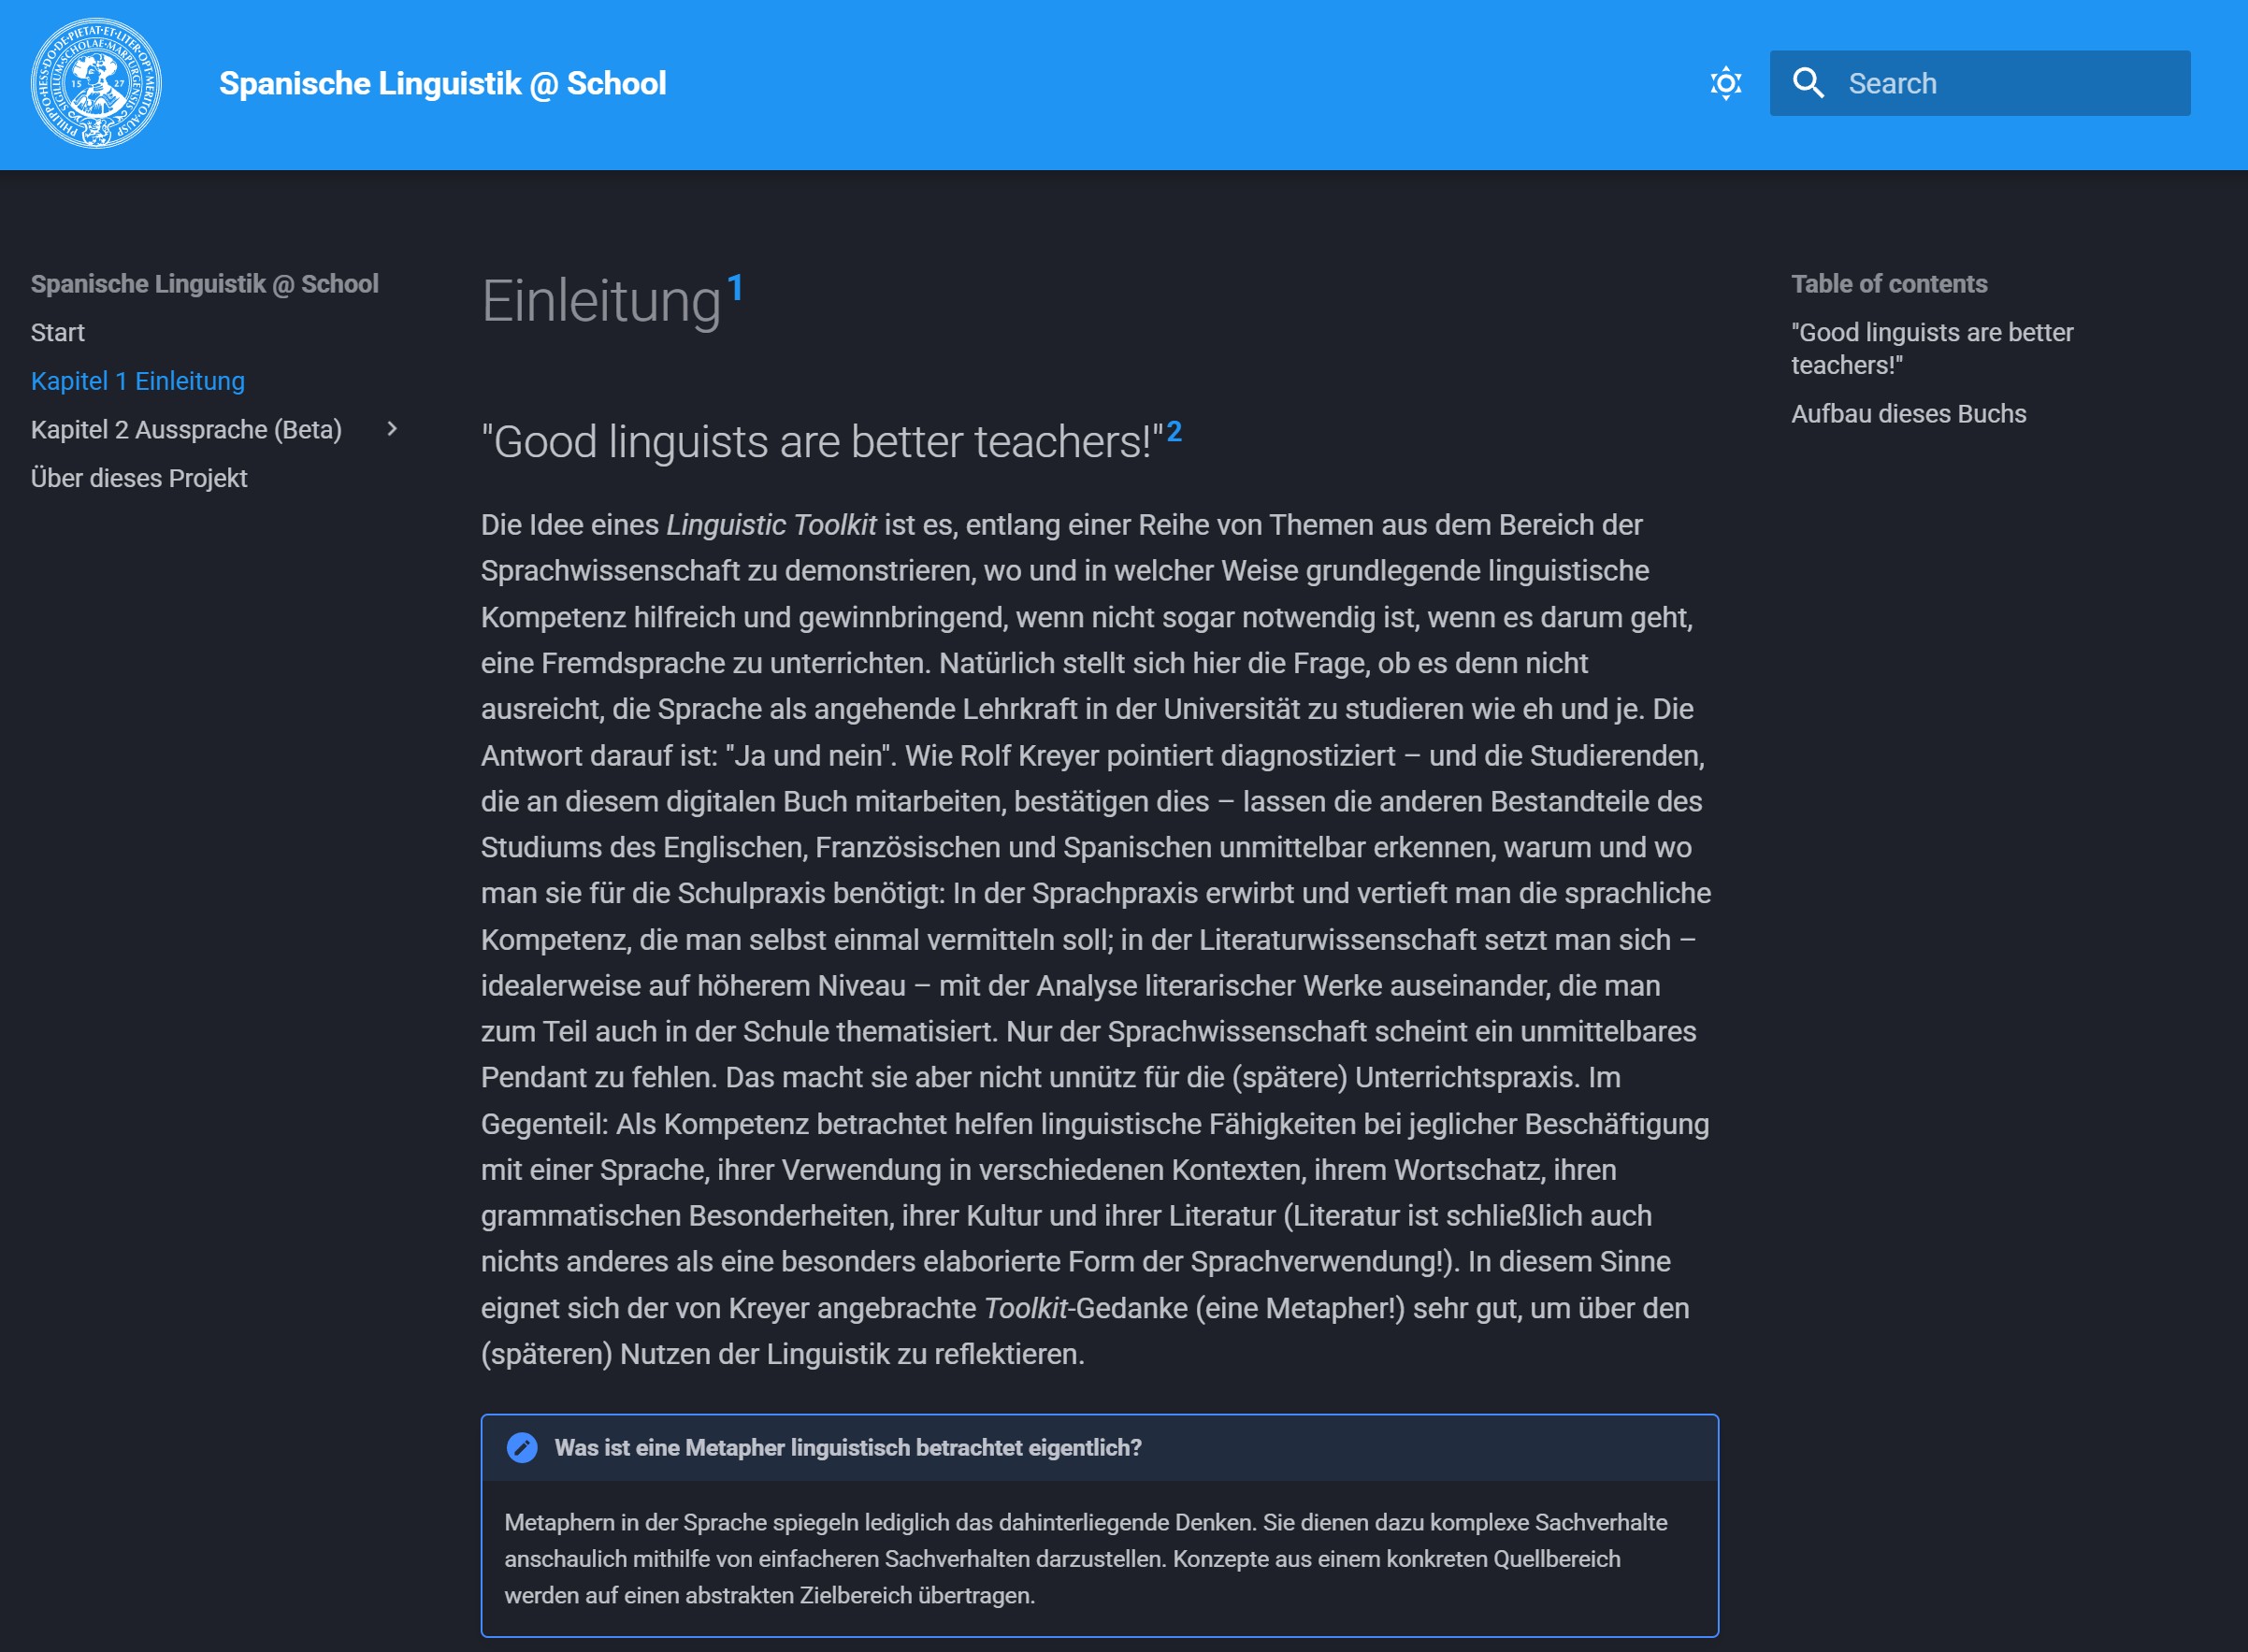 PHILIPPO·HESS·DO·DE·PIETAT·ET·LITER·OPT·MERITO·AUSP
SIGILLUM·SCHOLAE·MARPURGENSIS
15 27
Spanische Linguistik @ School
Search
Spanische Linguistik @ School
Start
Kapitel 1 Einleitung
Kapitel 2 Aussprache (Beta)
Über dieses Projekt
Einleitung1
"Good linguists are better teachers!"2
Die Idee eines Linguistic Toolkit ist es, entlang einer Reihe von Themen aus dem Bereich der
Sprachwissenschaft zu demonstrieren, wo und in welcher Weise grundlegende linguistische
Kompetenz hilfreich und gewinnbringend, wenn nicht sogar notwendig ist, wenn es darum geht,
eine Fremdsprache zu unterrichten. Natürlich stellt sich hier die Frage, ob es denn nicht
ausreicht, die Sprache als angehende Lehrkraft in der Universität zu studieren wie eh und je. Die
Antwort darauf ist: "Ja und nein". Wie Rolf Kreyer pointiert diagnostiziert – und die Studierenden,
die an diesem digitalen Buch mitarbeiten, bestätigen dies – lassen die anderen Bestandteile des
Studiums des Englischen, Französischen und Spanischen unmittelbar erkennen, warum und wo
man sie für die Schulpraxis benötigt: In der Sprachpraxis erwirbt und vertieft man die sprachliche
Kompetenz, die man selbst einmal vermitteln soll; in der Literaturwissenschaft setzt man sich –
idealerweise auf höherem Niveau – mit der Analyse literarischer Werke auseinander, die man
zum Teil auch in der Schule thematisiert. Nur der Sprachwissenschaft scheint ein unmittelbares
Pendant zu fehlen. Das macht sie aber nicht unnütz für die (spätere) Unterrichtspraxis. Im
Gegenteil: Als Kompetenz betrachtet helfen linguistische Fähigkeiten bei jeglicher Beschäftigung
mit einer Sprache, ihrer Verwendung in verschiedenen Kontexten, ihrem Wortschatz, ihren
grammatischen Besonderheiten, ihrer Kultur und ihrer Literatur (Literatur ist schließlich auch
nichts anderes als eine besonders elaborierte Form der Sprachverwendung!). In diesem Sinne
eignet sich der von Kreyer angebrachte Toolkit-Gedanke (eine Metapher!) sehr gut, um über den
(späteren) Nutzen der Linguistik zu reflektieren.
Was ist eine Metapher linguistisch betrachtet eigentlich?
Metaphern in der Sprache spiegeln lediglich das dahinterliegende Denken. Sie dienen dazu komplexe Sachverhalte
anschaulich mithilfe von einfacheren Sachverhalten darzustellen. Konzepte aus einem konkreten Quellbereich
werden auf einen abstrakten Zielbereich übertragen.
Table of contents
"Good linguists are better
teachers!"
Aufbau dieses Buchs